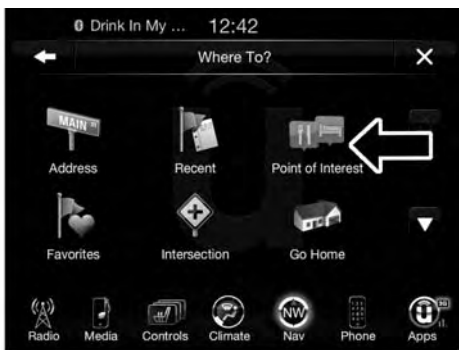 Drink In My ... 12:42
Where To?
MAIN ST
Address Recent Point of Interest
Favorites Intersection Go Home
NW
3G
Radio Media Controls Climate Nav Phone Apps